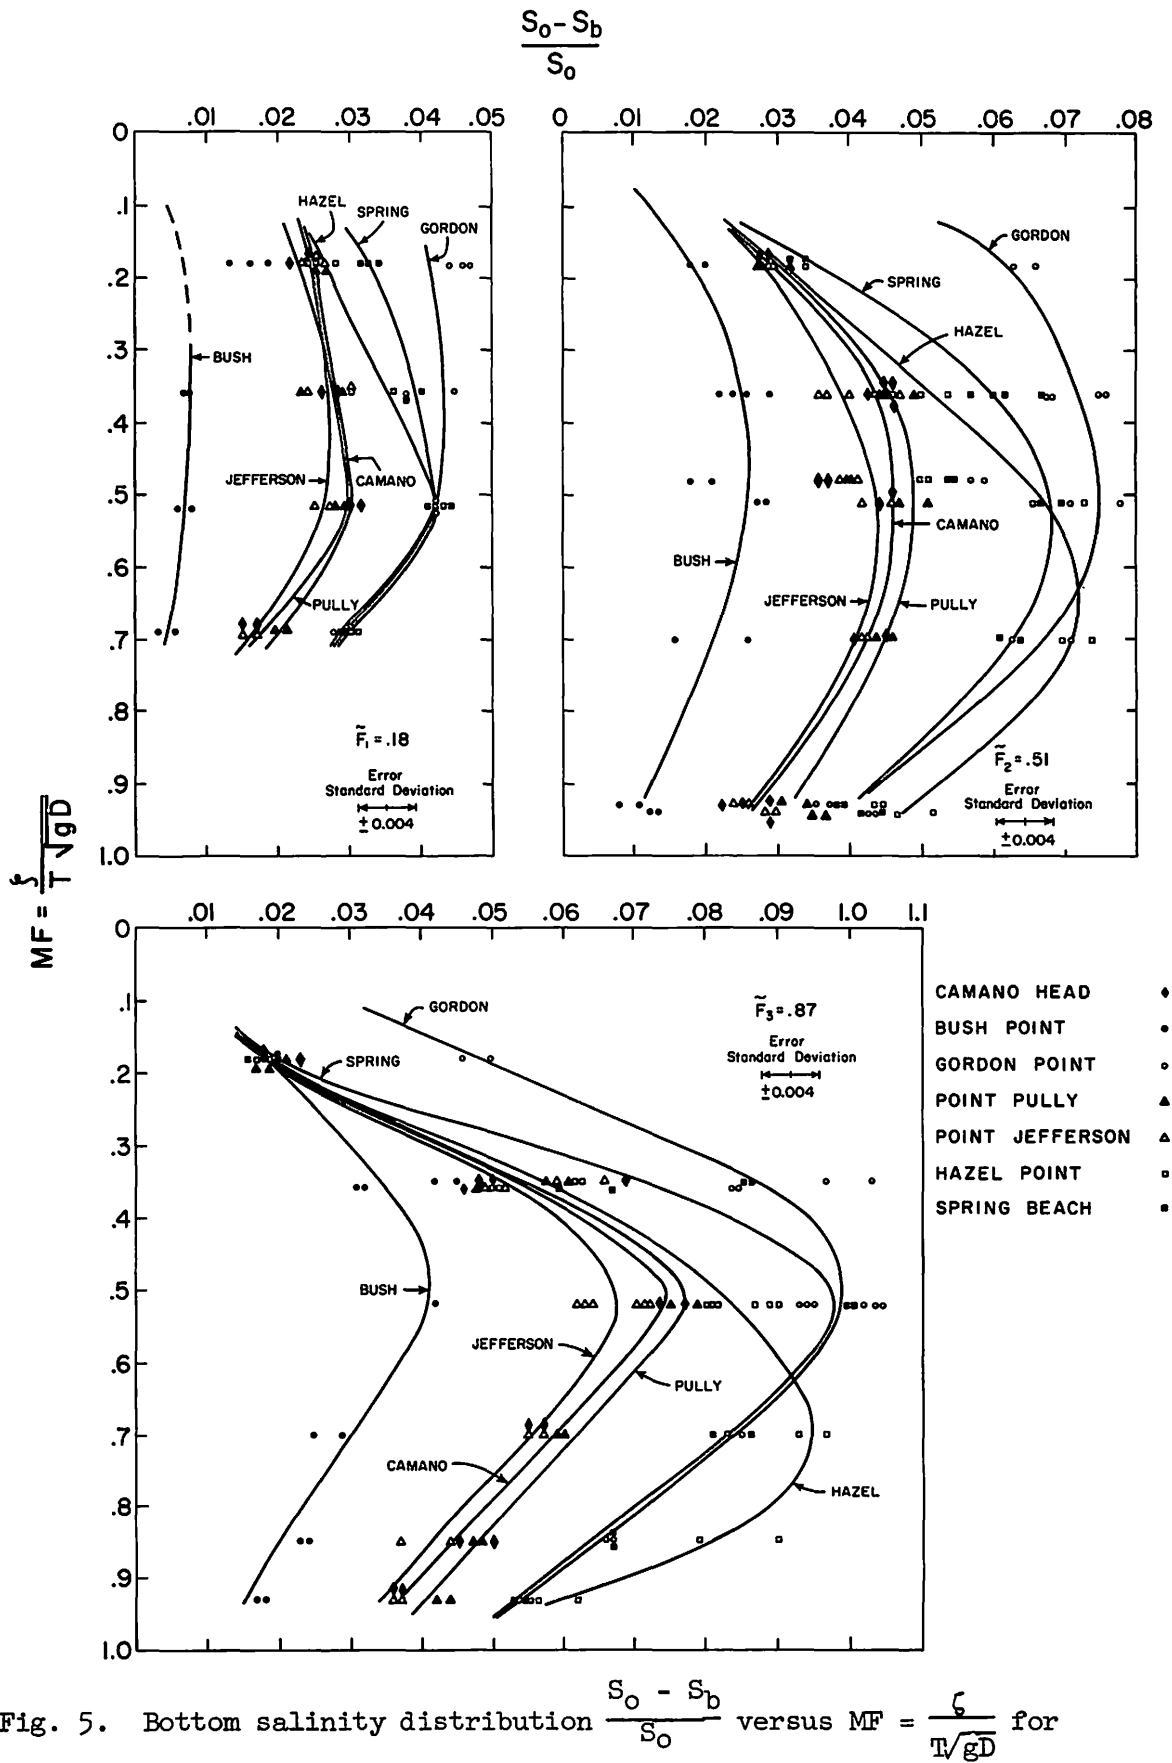 So - Sb
So
.01 .02 .03 .04 .05
0 .01 .02 .03 .04 .05 .06 .07 .08
0
.1
.2
.3
.4
.5
.6
.7
.8
.9
1.0
HAZEL
SPRING
GORDON
BUSH
JEFFERSON
CAMANO
PULLY
F̃₁ = .18
Error
Standard Deviation
± 0.004
GORDON
SPRING
HAZEL
BUSH
CAMANO
JEFFERSON
PULLY
F̃₂ = .51
Error
Standard Deviation
±0.004
MF = ζ
T√gD
.01 .02 .03 .04 .05 .06 .07 .08 .09 1.0 1.1
0
.1
.2
.3
.4
.5
.6
.7
.8
.9
1.0
GORDON
SPRING
F̃₃ = .87
Error
Standard Deviation
±0.004
BUSH
JEFFERSON
PULLY
CAMANO
HAZEL
CAMANO HEAD
BUSH POINT
GORDON POINT
POINT PULLY
POINT JEFFERSON
HAZEL POINT
SPRING BEACH
Fig. 5. Bottom salinity distribution So - Sb / So versus MF = ζ / T√gD for